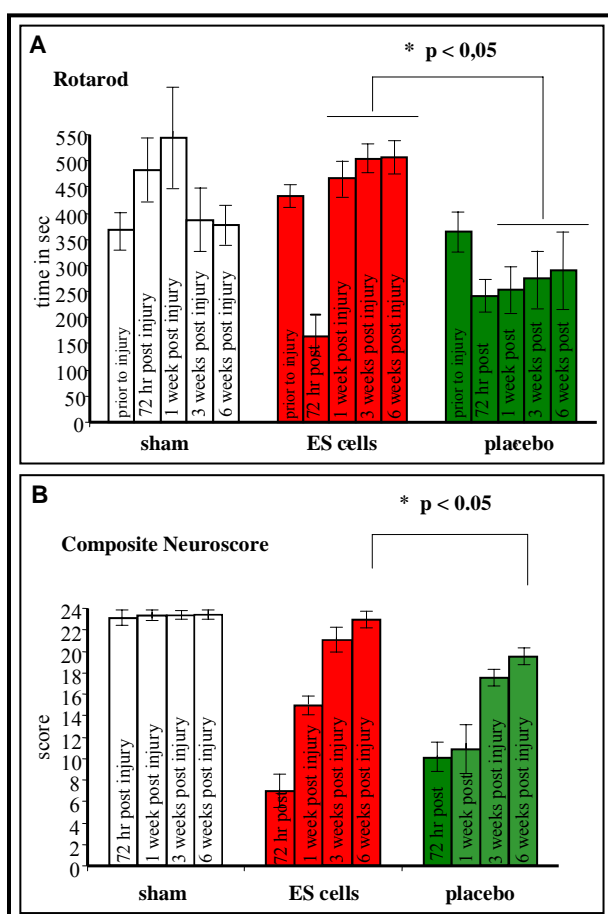 A
* p < 0,05
Rotarod
550
500
450
400
350
300
250
200
150
100
50
0
time in sec
prior to injury
72 hr post injury
1 week post injury
3 weeks post injury
6 weeks post injury
prior to injury
72 hr post
1 week post injury
3 weeks post injury
6 weeks post injury
prior to injury
72 hr post
1 week post injury
3 weeks post injury
6 weeks post injury
sham
ES cells
placebo
B
* p < 0.05
Composite Neuroscore
24
22
20
18
16
14
12
10
8
6
4
2
0
score
72 hr post injury
1 week post injury
3 weeks post injury
6 weeks post injury
72 hr post
1 week post injury
3 weeks post injury
6 weeks post injury
72 hr post
1 week post
3 weeks post injury
6 weeks post injury
sham
ES cells
placebo